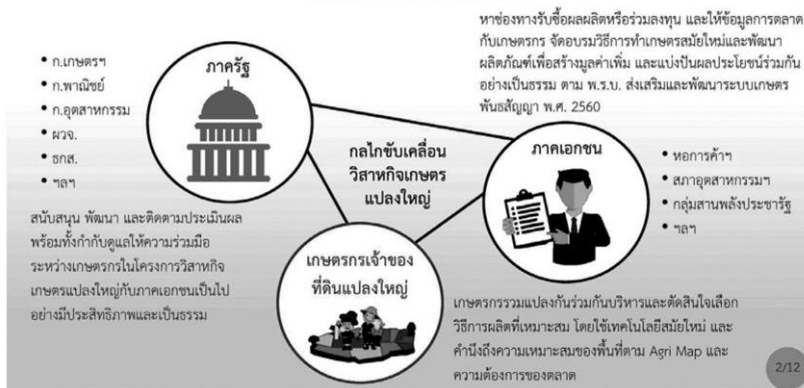 หาช่องทางรับซื้อผลผลิตหรือร่วมลงทุน และให้ข้อมูลการตลาด
กับเกษตรกร จัดอบรมวิธีการทำเกษตรสมัยใหม่และพัฒนา
ผลิตภัณฑ์เพื่อสร้างมูลค่าเพิ่ม และแบ่งปันผลประโยชน์ร่วมกัน
อย่างเป็นธรรม ตาม พ.ร.บ. ส่งเสริมและพัฒนาระบบเกษตร
พันธสัญญา พ.ศ. 2560
• ก.เกษตรฯ
• ก.พาณิชย์
• ก.อุตสาหกรรม
• ผวจ.
• ธกส.
• ฯลฯ
ภาครัฐ
กลไกขับเคลื่อน
วิสาหกิจเกษตร
แปลงใหญ่
ภาคเอกชน
• หอการค้าฯ
• สภาอุตสาหกรรมฯ
• กลุ่มสานพลังประชารัฐ
• ฯลฯ
สนับสนุน พัฒนา และติดตามประเมินผล
พร้อมทั้งกำกับดูแลให้ความร่วมมือ
ระหว่างเกษตรกรในโครงการวิสาหกิจ
เกษตรแปลงใหญ่กับภาคเอกชนเป็นไป
อย่างมีประสิทธิภาพและเป็นธรรม
เกษตรกรเจ้าของ
ที่ดินแปลงใหญ่
เกษตรกรรวมแปลงกันร่วมกันบริหารและตัดสินใจเลือก
วิธีการผลิตที่เหมาะสม โดยใช้เทคโนโลยีสมัยใหม่ และ
คำนึงถึงความเหมาะสมของพื้นที่ตาม Agri Map และ
ความต้องการของตลาด
2/12